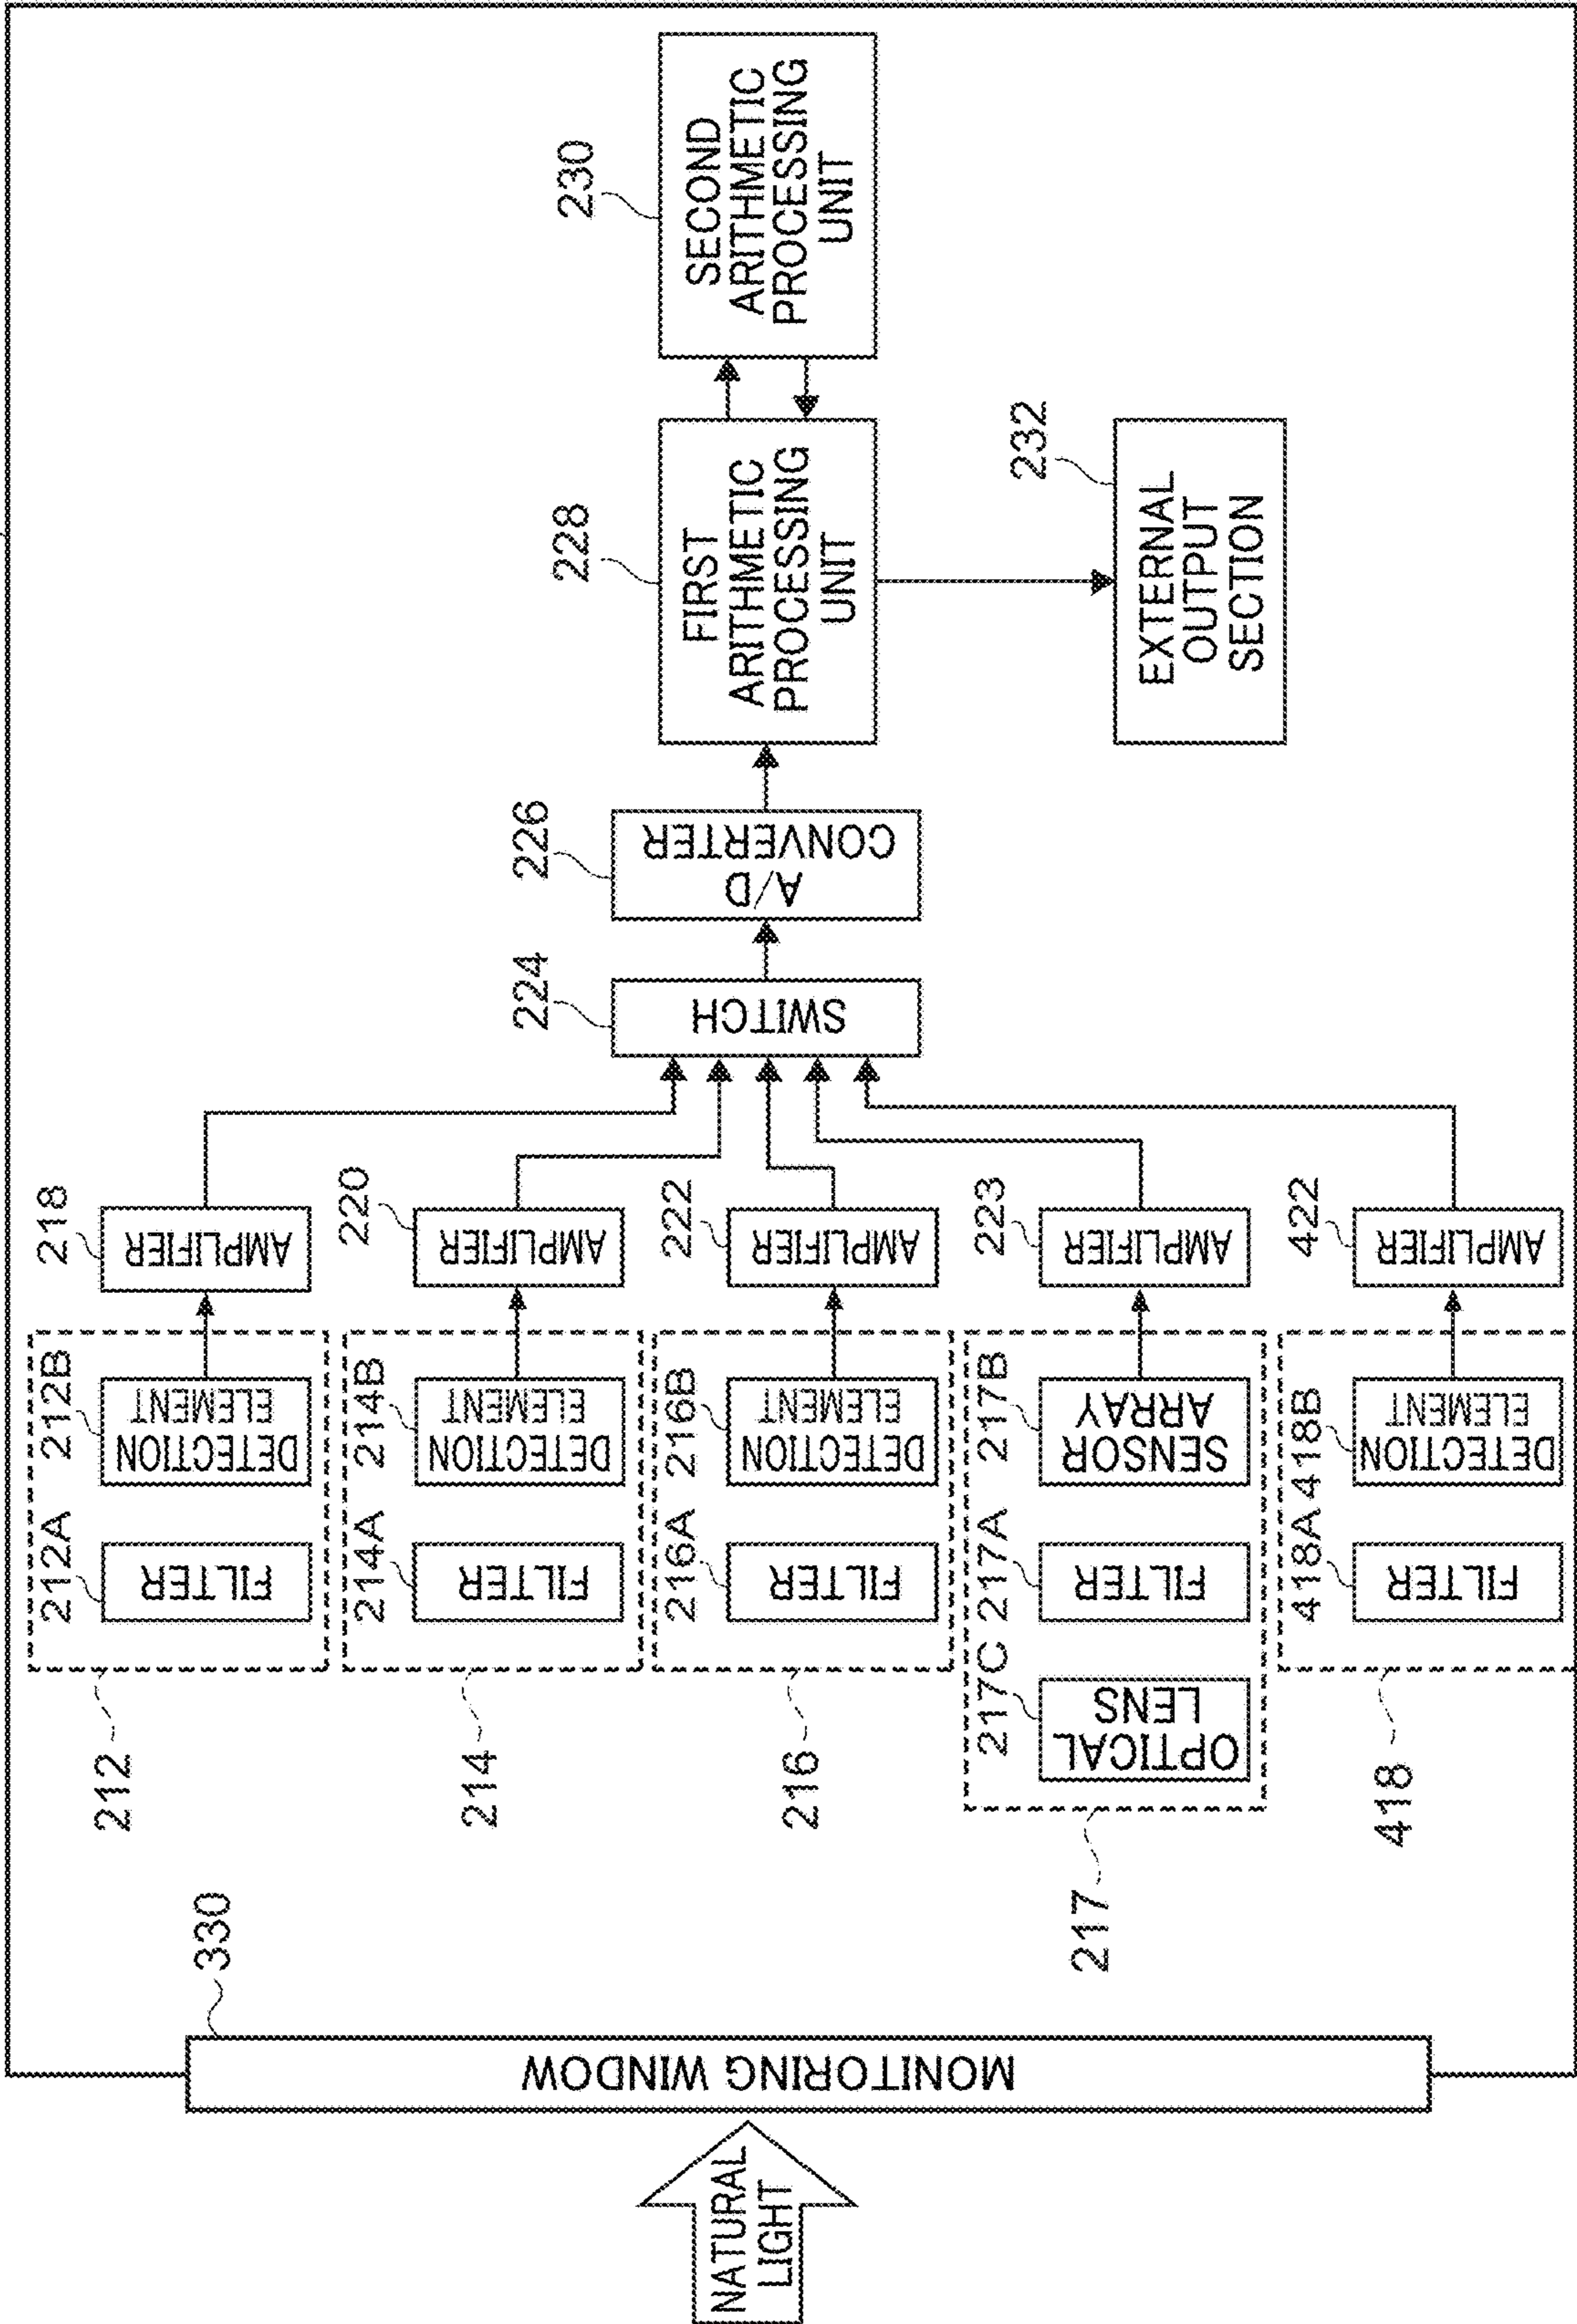 NATURAL
LIGHT
MONITORING WINDOW
330
212
212A
FILTER
212B
DETECTION
ELEMENT
218
AMPLIFIER
214
214A
FILTER
214B
DETECTION
ELEMENT
220
AMPLIFIER
216
216A
FILTER
216B
DETECTION
ELEMENT
222
AMPLIFIER
217
217C
OPTICAL
LENS
217A
FILTER
217B
SENSOR
ARRAY
223
AMPLIFIER
418
418A
FILTER
418B
DETECTION
ELEMENT
422
AMPLIFIER
224
SWITCH
226
A/D
CONVERTER
228
FIRST
ARITHMETIC
PROCESSING
UNIT
230
SECOND
ARITHMETIC
PROCESSING
UNIT
232
EXTERNAL
OUTPUT
SECTION